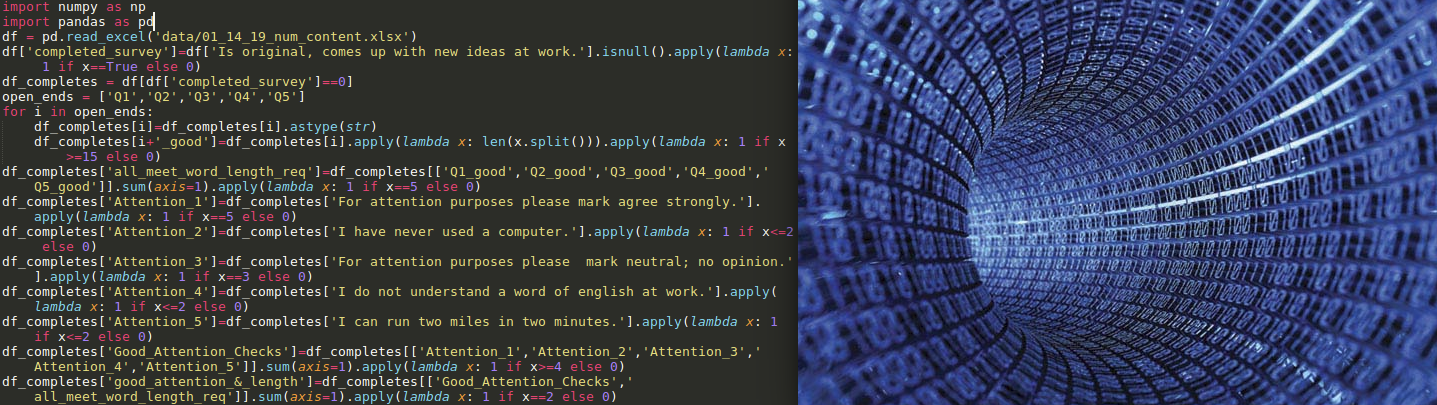 import numpy as np
import pandas as pd
df = pd.read_excel('data/01_14_19_num_content.xlsx')
df['completed_survey']=df['Is original, comes up with new ideas at work.'].isnull().apply(lambda x:
1 if x==True else 0)
df_completes = df[df['completed_survey']==0]
open_ends = ['Q1','Q2','Q3','Q4','Q5']
for i in open_ends:
df_completes[i]=df_completes[i].astype(str)
df_completes[i+'_good']=df_completes[i].apply(lambda x: len(x.split())).apply(lambda x: 1 if x
>=15 else 0)
df_completes['all_meet_word_length_req']=df_completes[['Q1_good','Q2_good','Q3_good','Q4_good','
Q5_good']].sum(axis=1).apply(lambda x: 1 if x==5 else 0)
df_completes['Attention_1']=df_completes['For attention purposes please mark agree strongly.'].
apply(lambda x: 1 if x==5 else 0)
df_completes['Attention_2']=df_completes['I have never used a computer.'].apply(lambda x: 1 if x<=2
else 0)
df_completes['Attention_3']=df_completes['For attention purposes please  mark neutral; no opinion.'
].apply(lambda x: 1 if x==3 else 0)
df_completes['Attention_4']=df_completes['I do not understand a word of english at work.'].apply(
lambda x: 1 if x<=2 else 0)
df_completes['Attention_5']=df_completes['I can run two miles in two minutes.'].apply(lambda x: 1
if x<=2 else 0)
df_completes['Good_Attention_Checks']=df_completes[['Attention_1','Attention_2','Attention_3','
Attention_4','Attention_5']].sum(axis=1).apply(lambda x: 1 if x>=4 else 0)
df_completes['good_attention_&_length']=df_completes[['Good_Attention_Checks','
all_meet_word_length_req']].sum(axis=1).apply(lambda x: 1 if x==2 else 0)